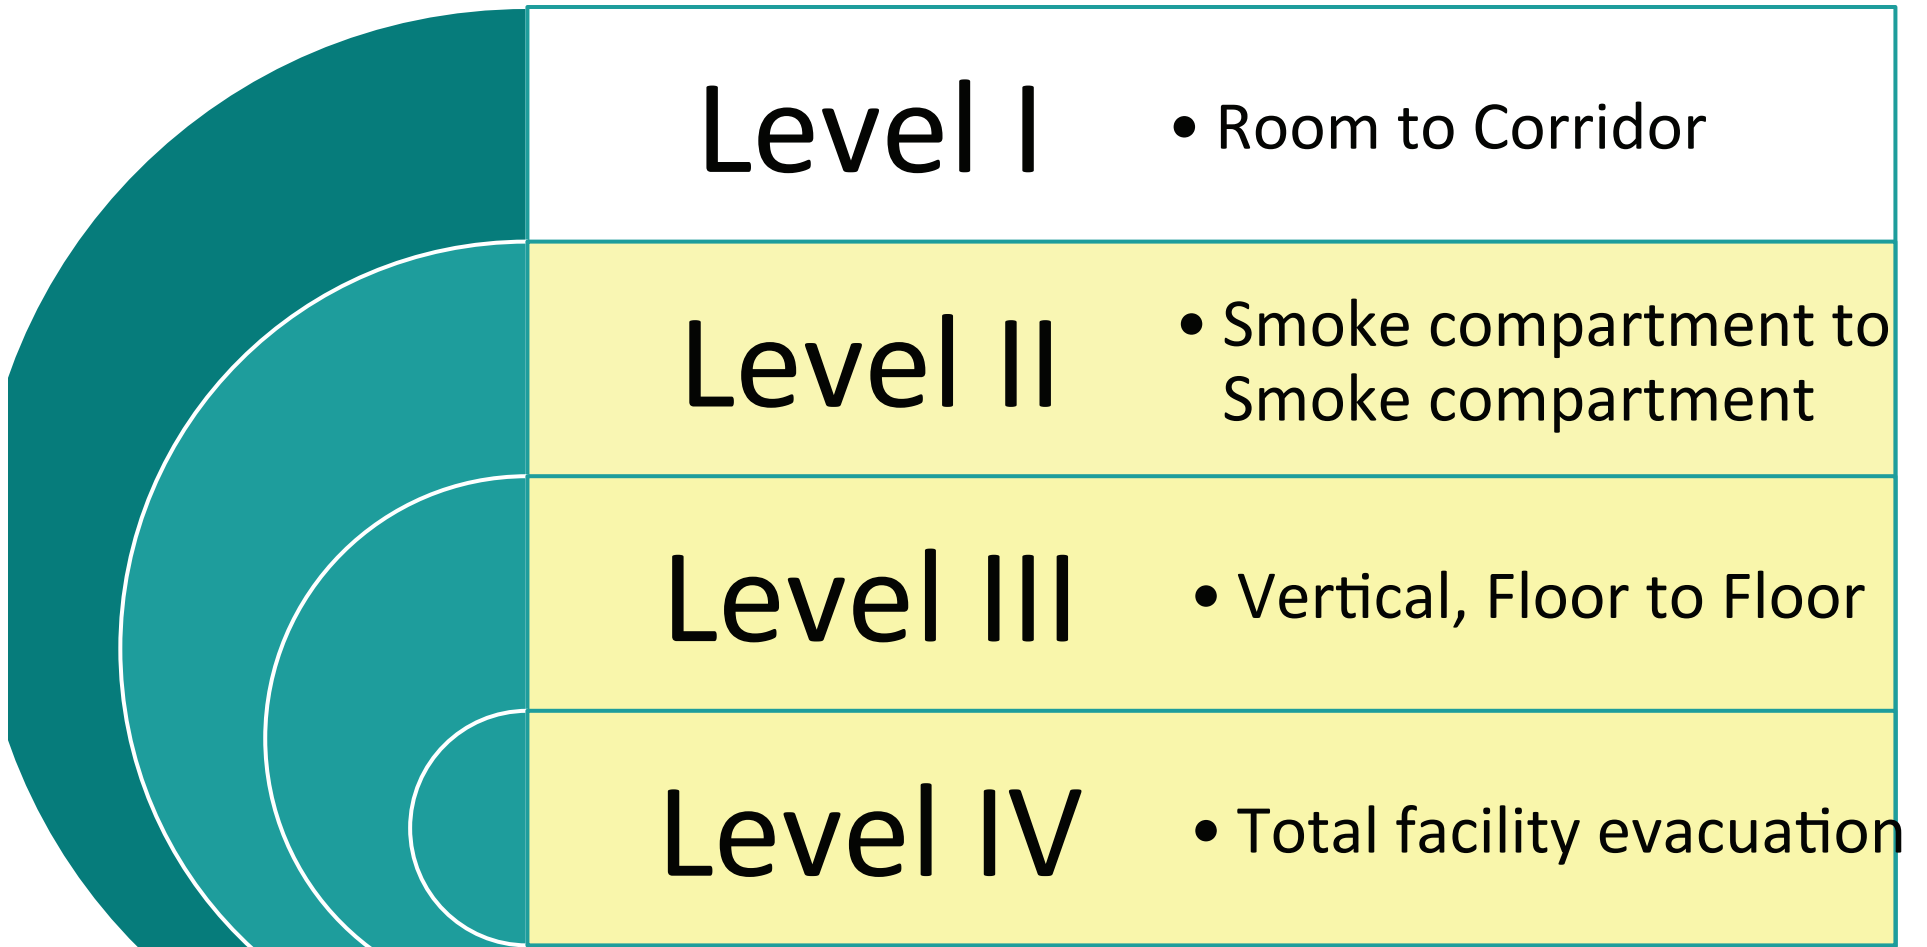 Level I
• Room to Corridor
Level II
• Smoke compartment to
Smoke compartment
Level III
• Vertical, Floor to Floor
Level IV
• Total facility evacuation